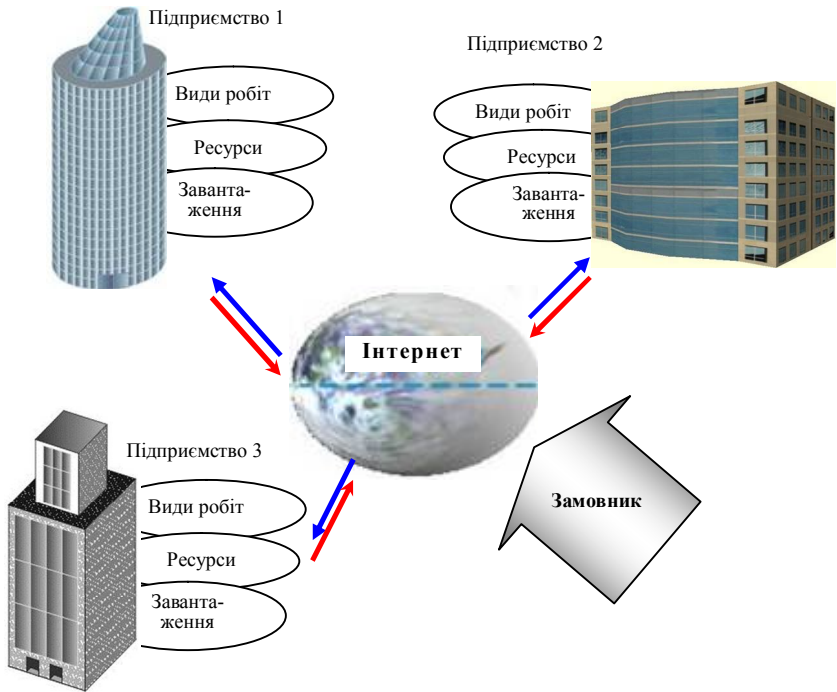 Підприємство 1
Види робіт
Ресурси
Заванта-
ження
Підприємство 2
Види робіт
Ресурси
Заванта-
ження
Інтернет
Підприємство 3
Види робіт
Ресурси
Заванта-
ження
Замовник